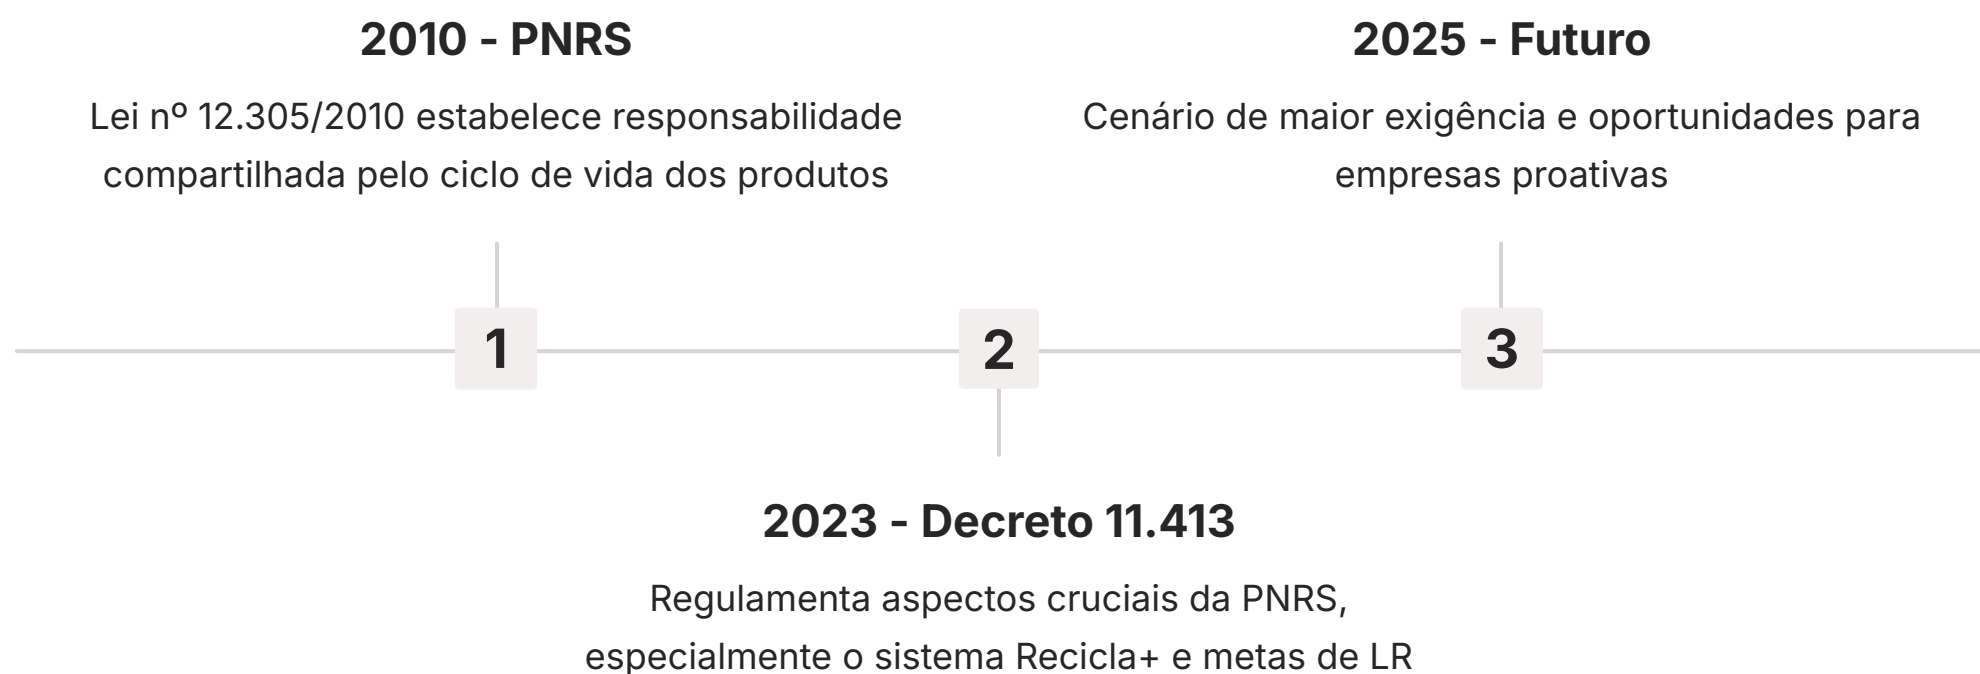 2010 - PNRS
Lei nº 12.305/2010 estabelece responsabilidade
compartilhada pelo ciclo de vida dos produtos
2025 - Futuro
Cenário de maior exigência e oportunidades para
empresas proativas
1
2
3
2023 - Decreto 11.413
Regulamenta aspectos cruciais da PNRS,
especialmente o sistema Recicla+ e metas de LR